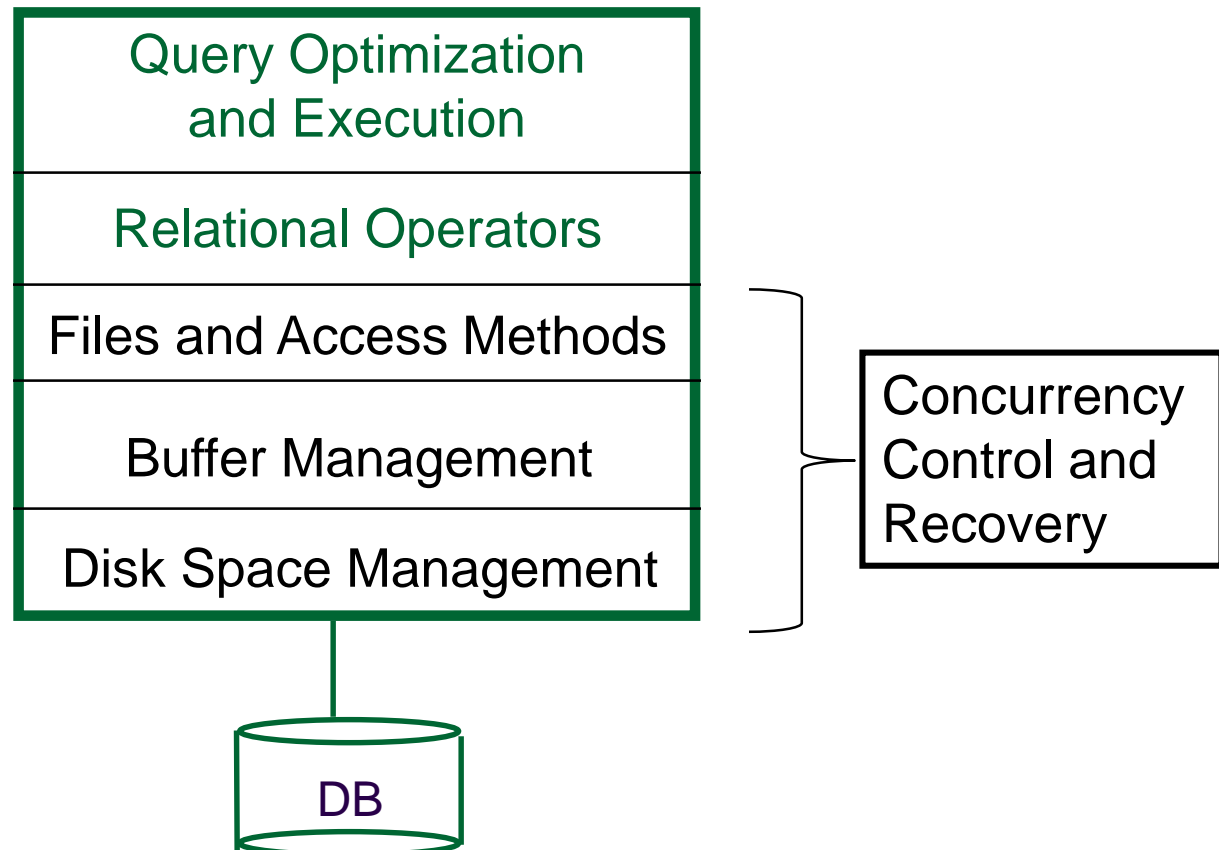 Query Optimization
and Execution
Relational Operators
Files and Access Methods
Buffer Management
Disk Space Management
Concurrency
Control and
Recovery
DB